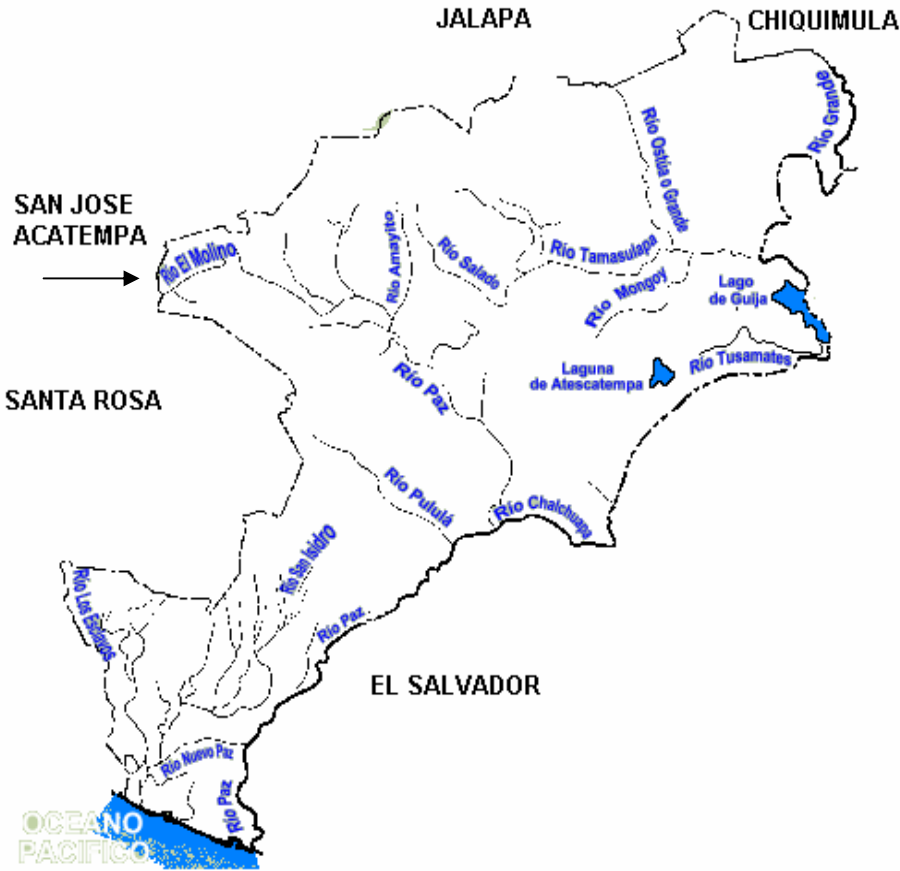 JALAPA
CHIQUIMULA
Río Grande
Río Ostúa o Grande
SAN JOSE
ACATEMPA
Río El Molino
Río Amayito
Río Salado
Río Tamasulapa
Río Mongoy
Lago
de Guija
Río Tusamates
Laguna
de Atescatempa
Río Paz
SANTA ROSA
Río Pululá
Río Chalchuapa
Río San Isidro
Río Los Esclavos
Río Paz
EL SALVADOR
Río Nuevo Paz
Río Paz
OCEANO
PACIFICO